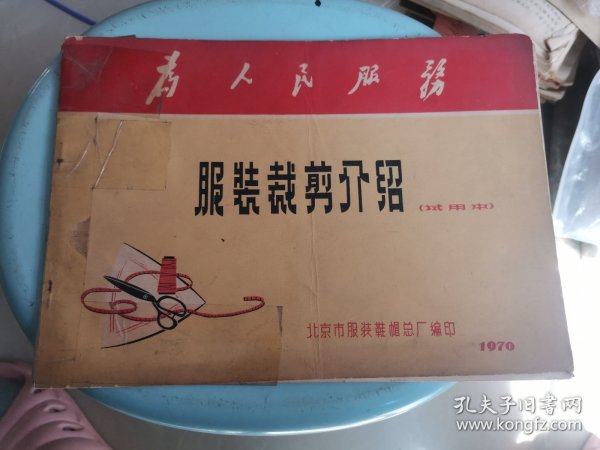 为人民服务
服装裁剪介绍
(试用本)
北京市服装鞋帽总厂编印
1970
孔夫子旧书网
www.kongfz.com